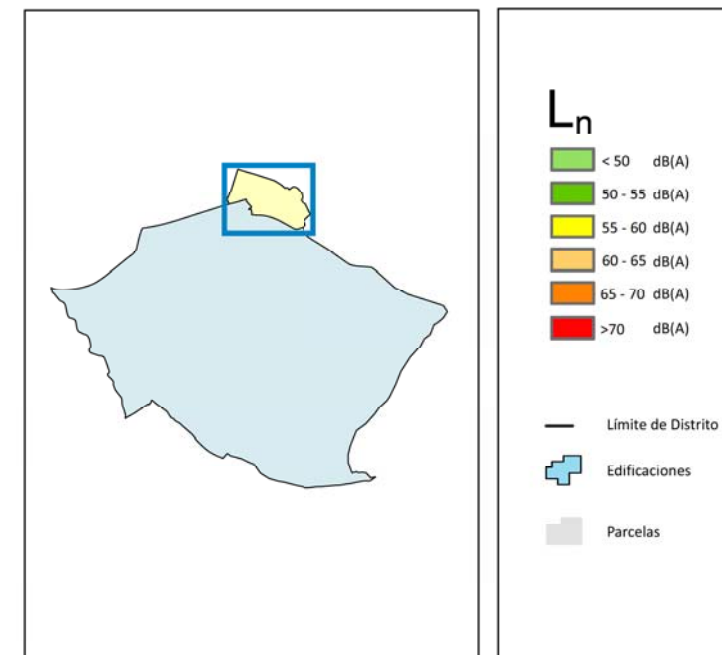 Ln
< 50 dB(A)
50 - 55 dB(A)
55 - 60 dB(A)
60 - 65 dB(A)
65 - 70 dB(A)
>70 dB(A)
Límite de Distrito
Edificaciones
Parcelas